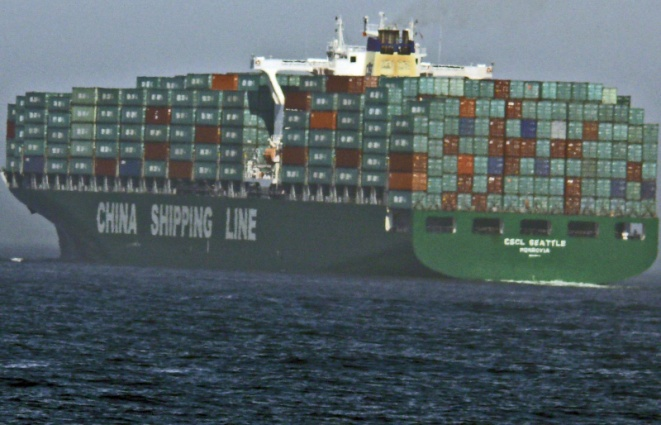 CHINA SHIPPING LINE
CSCL SEATTLE
MONROVIA